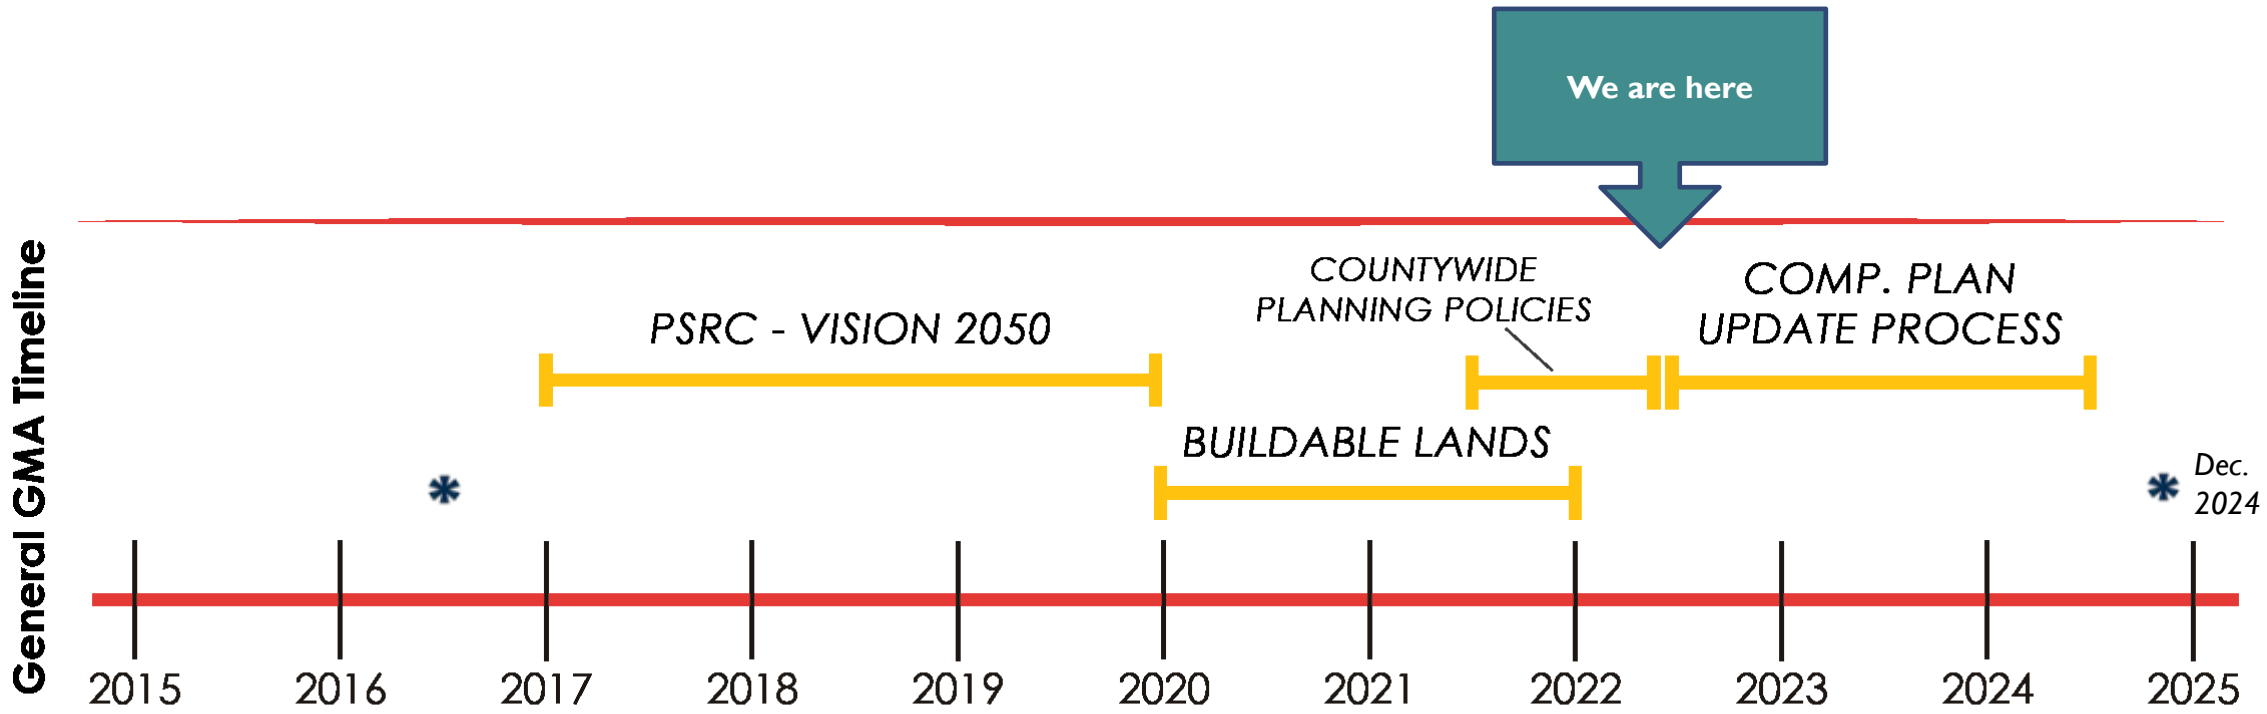 We are here
General GMA Timeline
COUNTYWIDE
PLANNING POLICIES
COMP. PLAN
UPDATE PROCESS
PSRC - VISION 2050
BUILDABLE LANDS
*
* Dec.
2024
2015 2016 2017 2018 2019 2020 2021 2022 2023 2024 2025